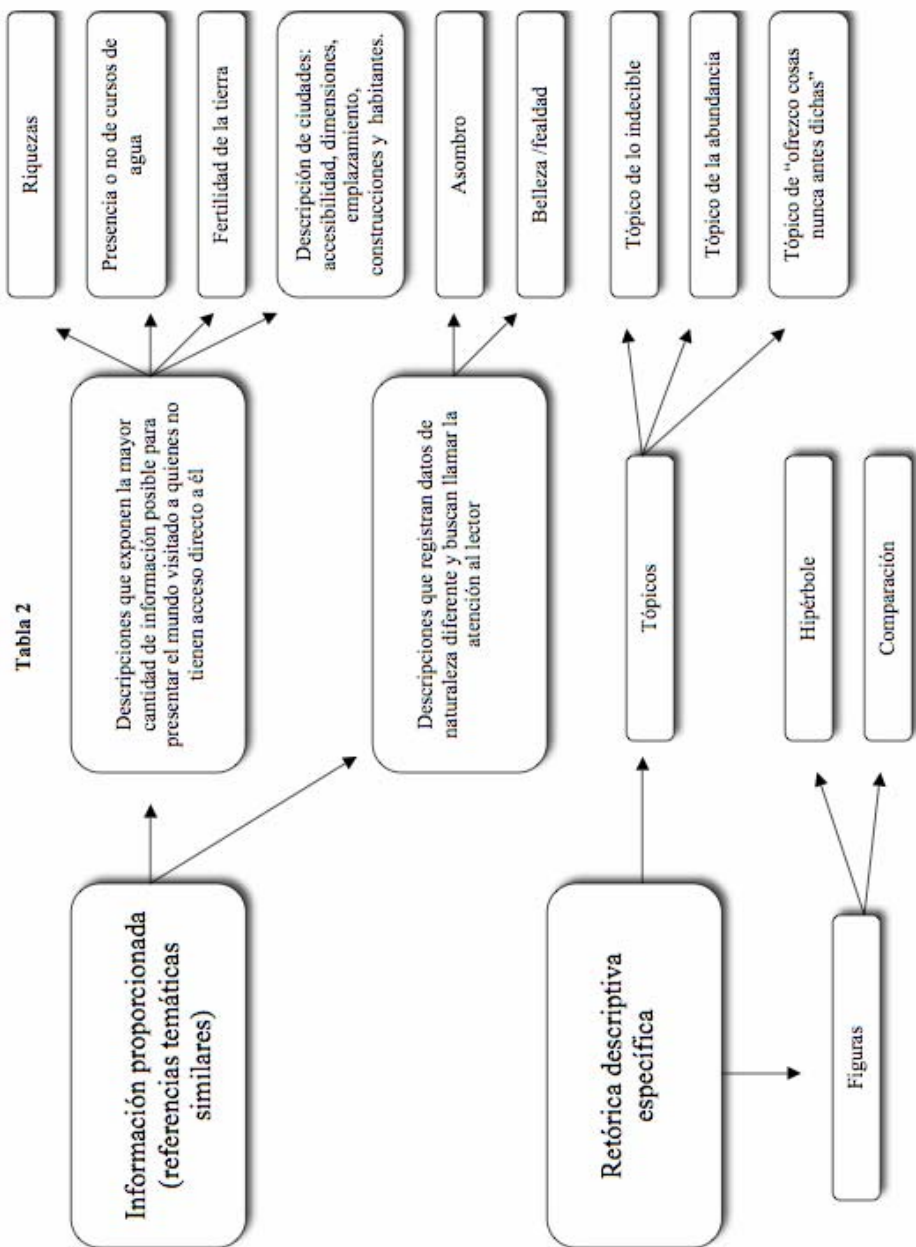 Tabla 2
Información proporcionada
(referencias temáticas
similares)
Descripciones que exponen la mayor
cantidad de información posible para
presentar el mundo visitado a quienes no
tienen acceso directo a él
Riquezas
Presencia o no de cursos de
agua
Fertilidad de la tierra
Descripción de ciudades:
accesibilidad, dimensiones,
emplazamiento,
construcciones y habitantes.
Descripciones que registran datos de
naturaleza diferente y buscan llamar la
atención al lector
Asombro
Belleza /fealdad
Retórica descriptiva
específica
Tópicos
Tópico de lo indecible
Tópico de la abundancia
Tópico de “ofrezco cosas
nunca antes dichas”
Figuras
Hipérbole
Comparación